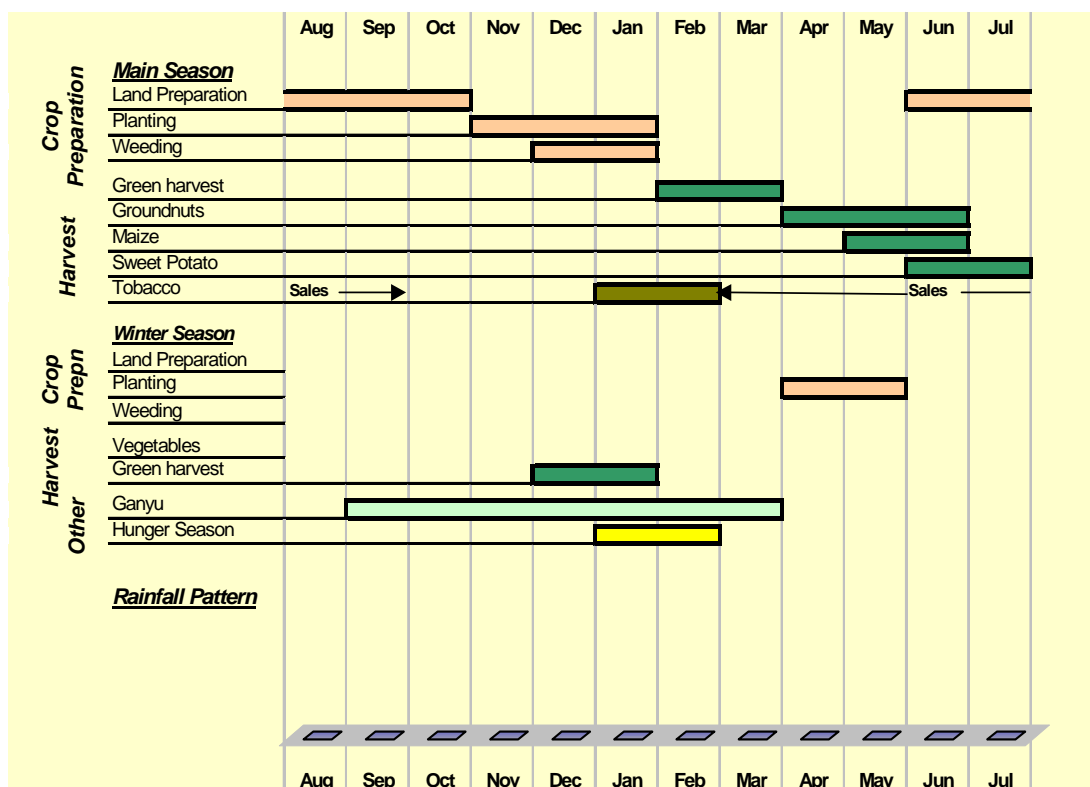 Aug Sep Oct Nov Dec Jan Feb Mar Apr May Jun Jul
Main Season
Crop Preparation
Land Preparation
Planting
Weeding
Harvest
Green harvest
Groundnuts
Maize
Sweet Potato
Tobacco Sales Sales
Winter Season
Crop Prepn
Land Preparation
Planting
Weeding
Harvest
Vegetables
Green harvest
Other
Ganyu
Hunger Season
Rainfall Pattern
Aug Sep Oct Nov Dec Jan Feb Mar Apr May Jun Jul